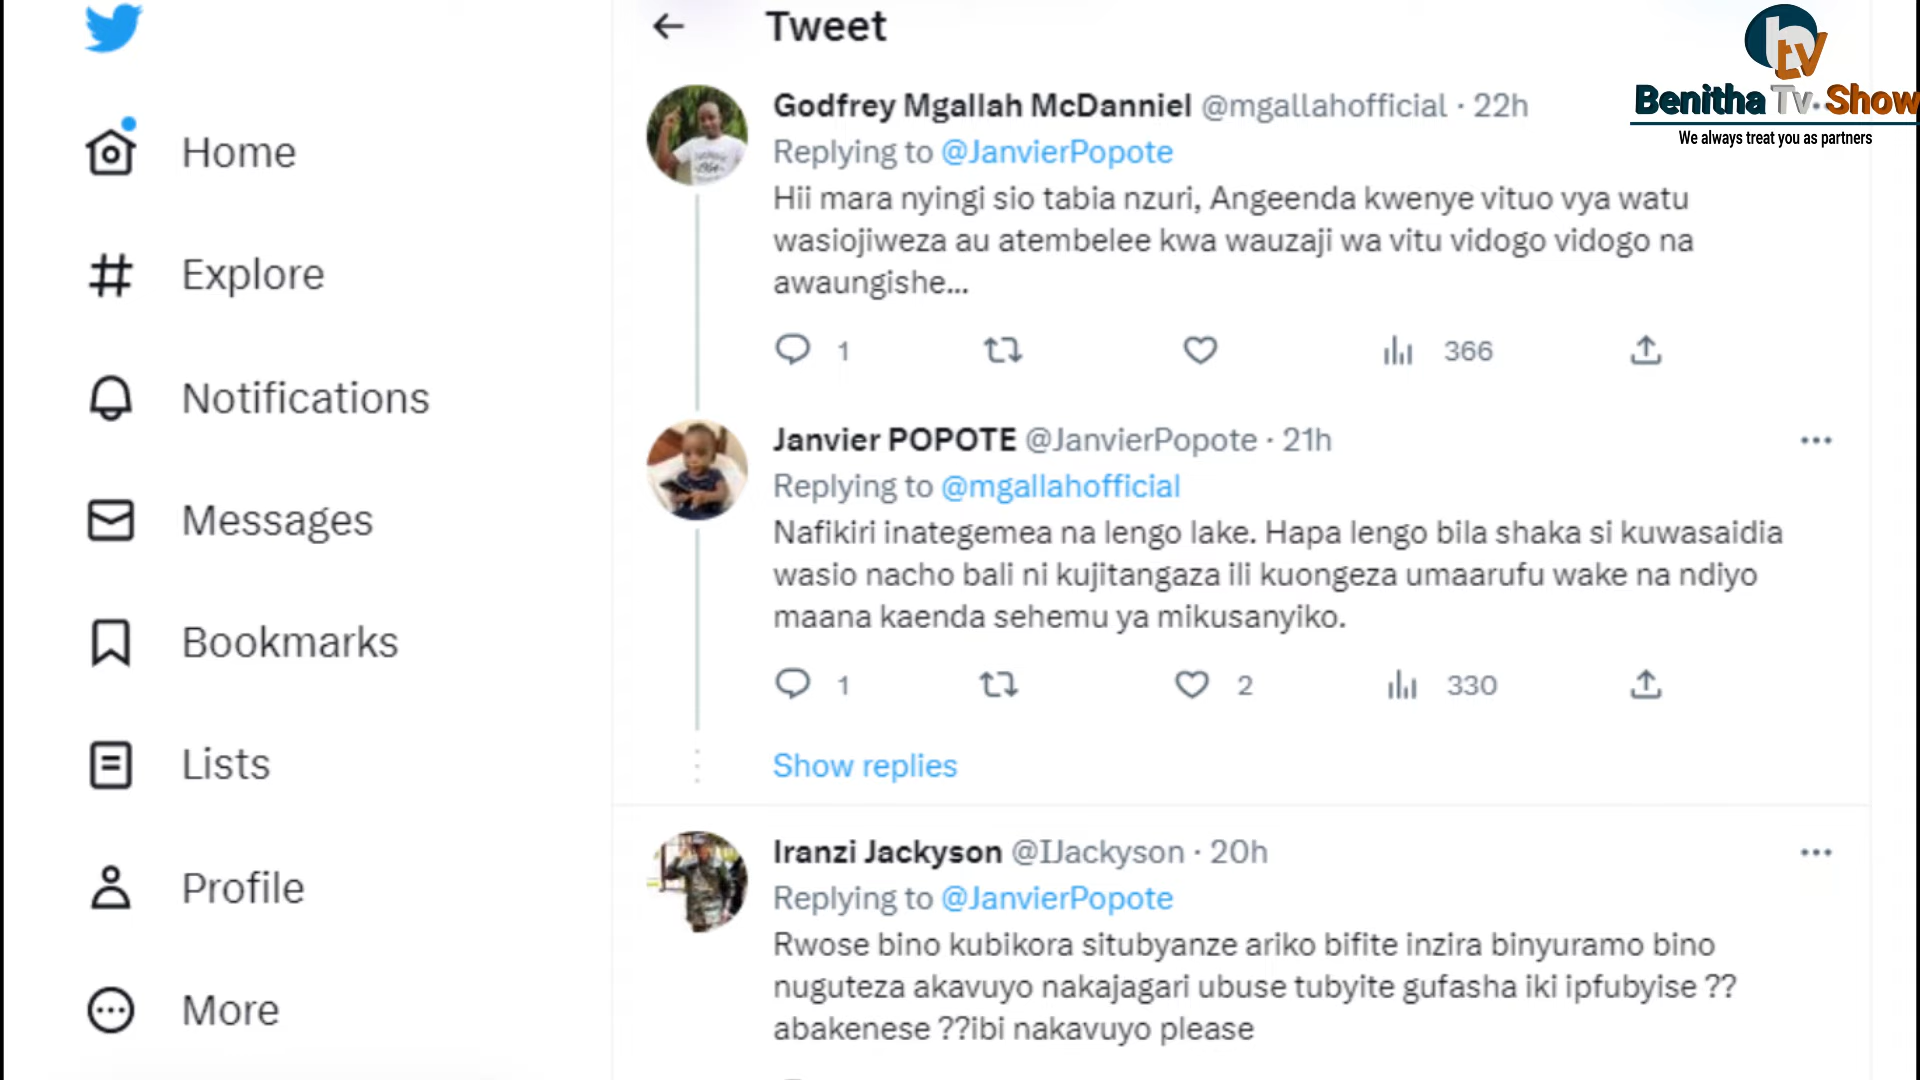 Tweet
Home
Explore
Notifications
Messages
Bookmarks
Lists
Profile
More
Godfrey Mgallah McDanniel @mgallahofficial · 22h
Replying to @JanvierPopote
Hii mara nyingi sio tabia nzuri, Angeenda kwenye vituo vya watu
wasiojiweza au atembelee kwa wauzaji wa vitu vidogo vidogo na
awaungishe...
1 366
Janvier POPOTE @JanvierPopote · 21h
Replying to @mgallahofficial
Nafikiri inategemea na lengo lake. Hapa lengo bila shaka si kuwasaidia
wasio nacho bali ni kujitangaza ili kuongeza umaarufu wake na ndiyo
maana kaenda sehemu ya mikusanyiko.
1 2 330
Show replies
Iranzi Jackyson @IJackyson · 20h
Replying to @JanvierPopote
Rwose bino kubikora situbyanze ariko bifite inzira binyuramo bino
nuguteza akavuyo nakajagari ubuse tubyite gufasha iki ipfubyise ??
abakenese ??ibi nakavuyo please
btv
Benitha Tv Show
We always treat you as partners